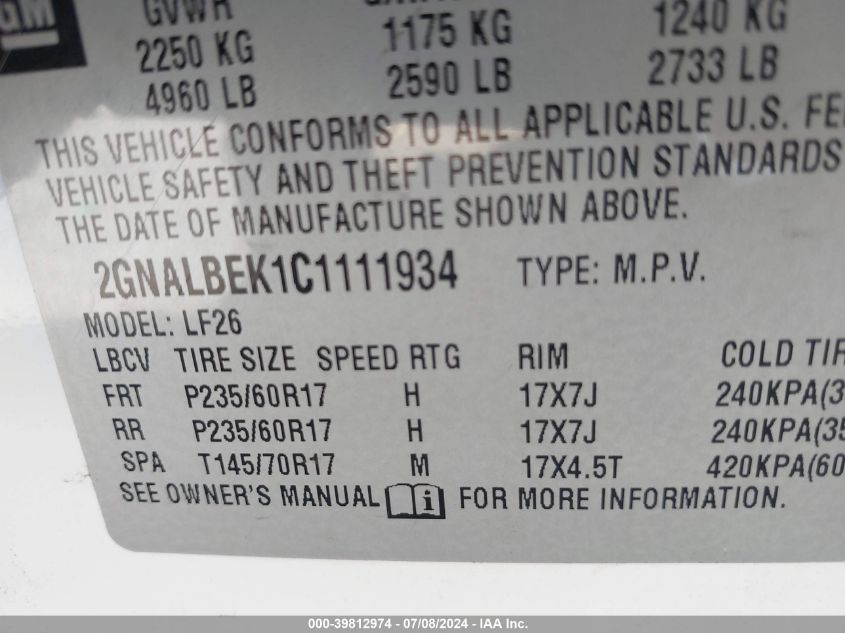 GM
GVWR
2250 KG 1175 KG 1240 KG
4960 LB 2590 LB 2733 LB
THIS VEHICLE CONFORMS TO ALL APPLICABLE U.S. FE
VEHICLE SAFETY AND THEFT PREVENTION STANDARDS
THE DATE OF MANUFACTURE SHOWN ABOVE.
2GNALBEK1C1111934 TYPE: M.P.V.
MODEL: LF26
LBCV TIRE SIZE SPEED RTG RIM COLD TIR
FRT P235/60R17 H 17X7J 240KPA(3
RR P235/60R17 H 17X7J 240KPA(35
SPA T145/70R17 M 17X4.5T 420KPA(60
SEE OWNER'S MANUAL i FOR MORE INFORMATION.
000-39812974 / 07/08/2024 - IAA Inc.